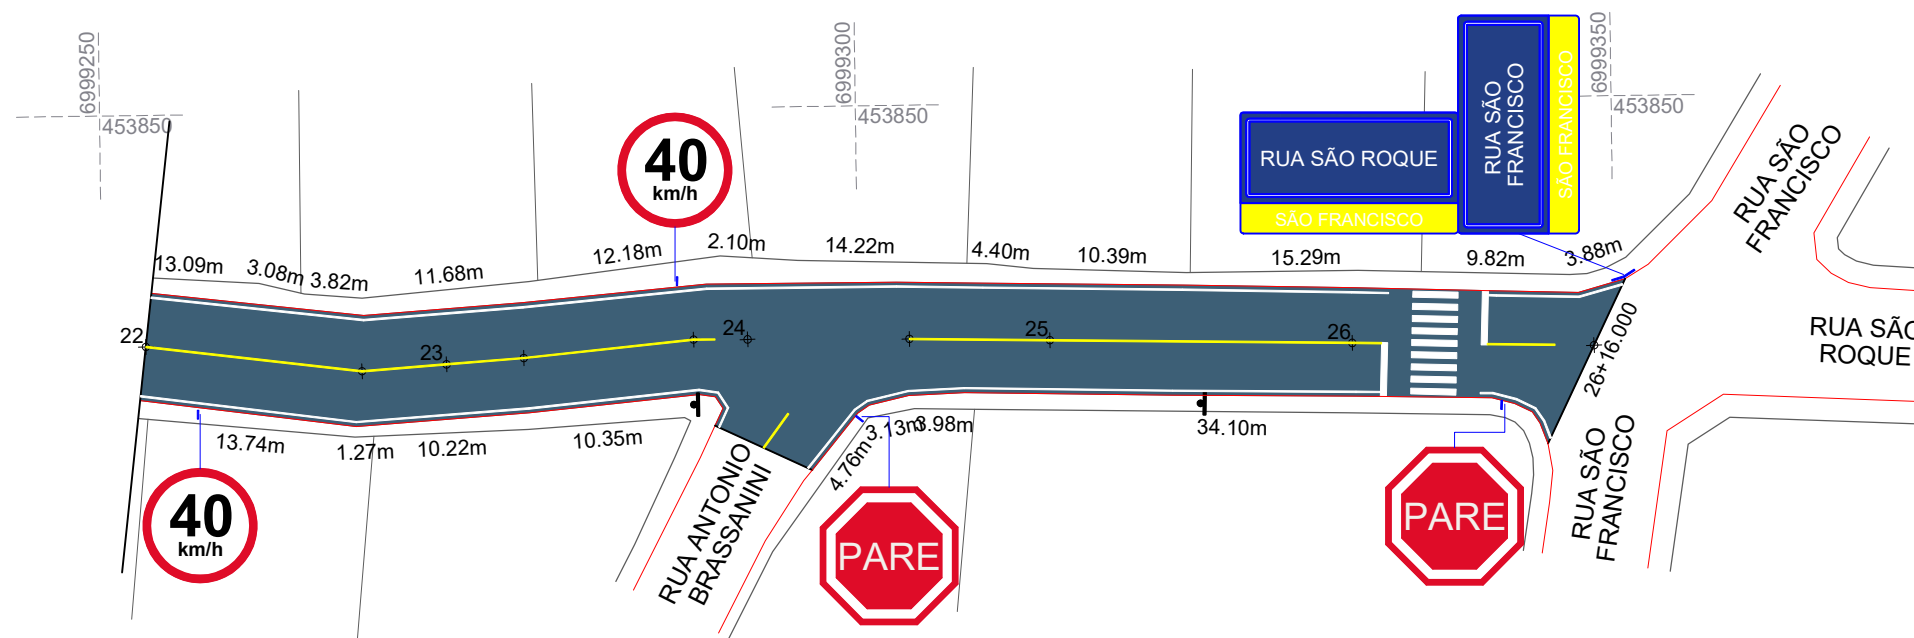 6999250
453850
6999300
453850
6999350
453850
40
km/h
RUA SÃO ROQUE
SÃO FRANCISCO
RUA SÃO
FRANCISCO
SÃO FRANCISCO
RUA SÃO
FRANCISCO
13.09m
3.08m
3.82m
11.68m
12.18m
2.10m
14.22m
4.40m
10.39m
15.29m
9.82m
3.88m
22
23
24
25
26
26+16.000
RUA SÃO
ROQUE
13.74m
1.27m
10.22m
10.35m
4.76m
3.13m
3.98m
34.10m
40
km/h
RUA ANTONIO
BRASSANINI
PARE
PARE
RUA SÃO
FRANCISCO